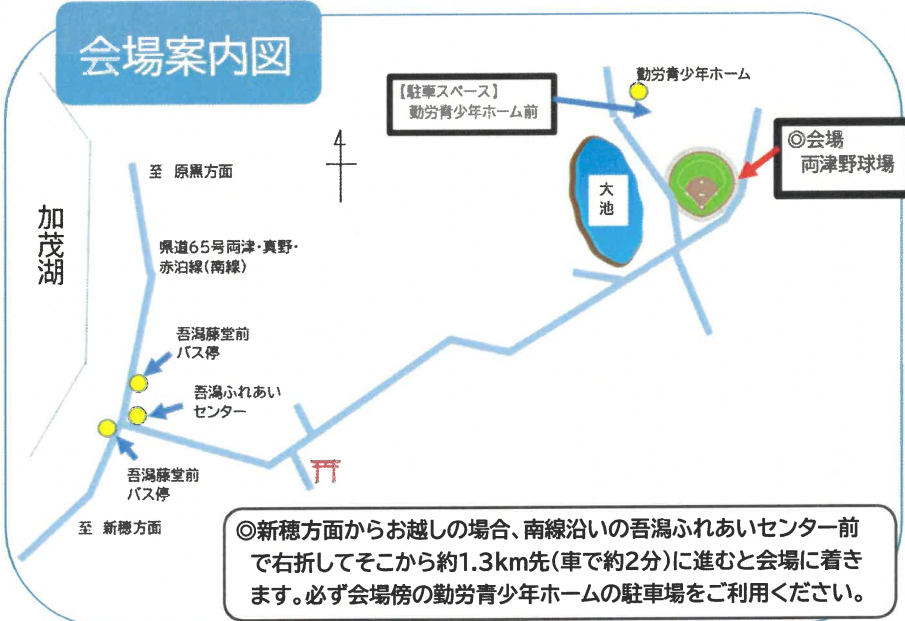 会場案内図
勤労青少年ホーム
【駐車スペース】
勤労青少年ホーム前
◎会場
両津野球場
4
大池
至 原黒方面
加茂湖
県道65号両津・真野・
赤泊線(南線)
吾潟藤堂前
バス停
吾潟ふれあい
センター
吾潟藤堂前
バス停
至 新穂方面
◎新穂方面からお越しの場合、南線沿いの吾潟ふれあいセンター前
で右折してそこから約1.3km先(車で約2分)に進むと会場に着き
ます。必ず会場傍の勤労青少年ホームの駐車場をご利用ください。